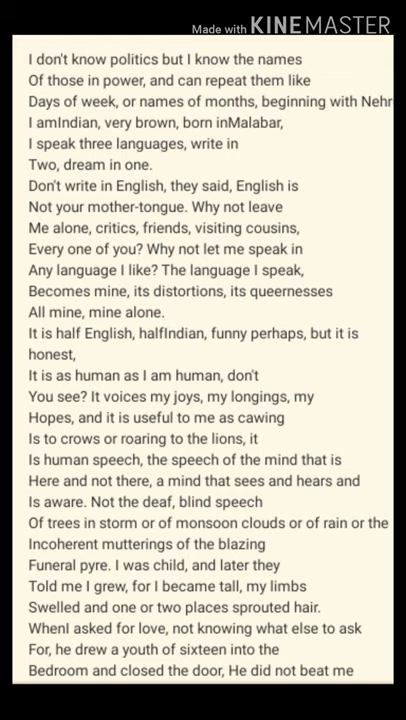 Made with KINEMASTER
I don't know politics but I know the names
Of those in power, and can repeat them like
Days of week, or names of months, beginning with Nehr
I amIndian, very brown, born inMalabar,
I speak three languages, write in
Two, dream in one.
Don't write in English, they said, English is
Not your mother-tongue. Why not leave
Me alone, critics, friends, visiting cousins,
Every one of you? Why not let me speak in
Any language I like? The language I speak,
Becomes mine, its distortions, its queernesses
All mine, mine alone.
It is half English, halfIndian, funny perhaps, but it is
honest,
It is as human as I am human, don't
You see? It voices my joys, my longings, my
Hopes, and it is useful to me as cawing
Is to crows or roaring to the lions, it
Is human speech, the speech of the mind that is
Here and not there, a mind that sees and hears and
Is aware. Not the deaf, blind speech
Of trees in storm or of monsoon clouds or of rain or the
Incoherent mutterings of the blazing
Funeral pyre. I was child, and later they
Told me I grew, for I became tall, my limbs
Swelled and one or two places sprouted hair.
WhenI asked for love, not knowing what else to ask
For, he drew a youth of sixteen into the
Bedroom and closed the door, He did not beat me